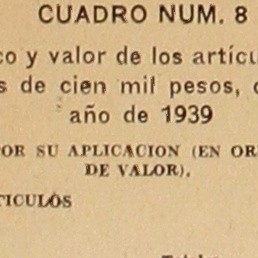 CUADRO NUM. 8
co y valor de los artícu
s de cien mil pesos,
año de 1939
OR SU APLICACION (EN OR
DE VALOR).
TICULOS